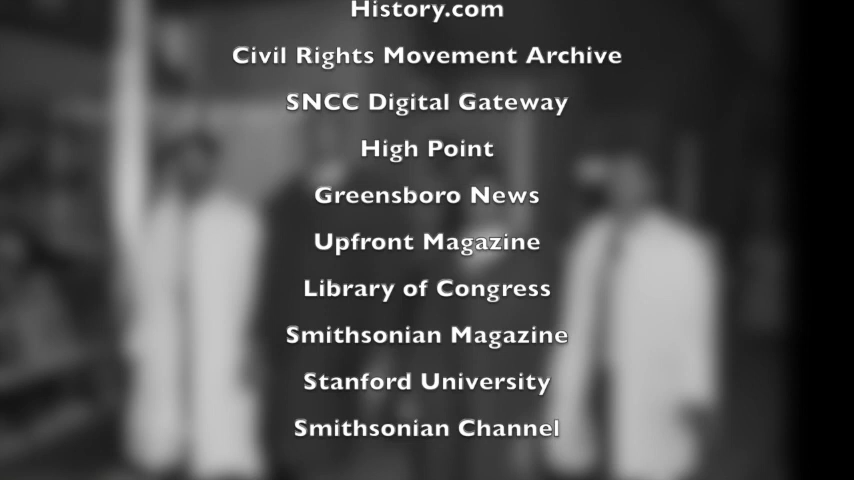 History.com
Civil Rights Movement Archive
SNCC Digital Gateway
High Point
Greensboro News
Upfront Magazine
Library of Congress
Smithsonian Magazine
Stanford University
Smithsonian Channel